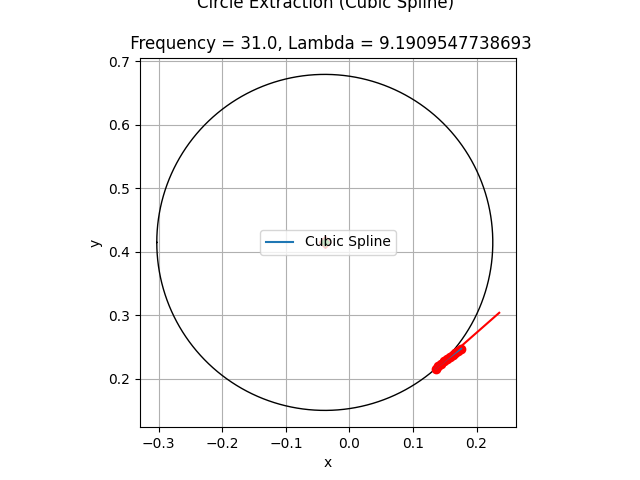 Circle Extraction (Cubic Spline)
Frequency = 31.0, Lambda = 9.1909547738693
0.7
0.6
0.5
0.4
0.3
0.2
y
Cubic Spline
−0.3 −0.2 −0.1 0.0 0.1 0.2
x